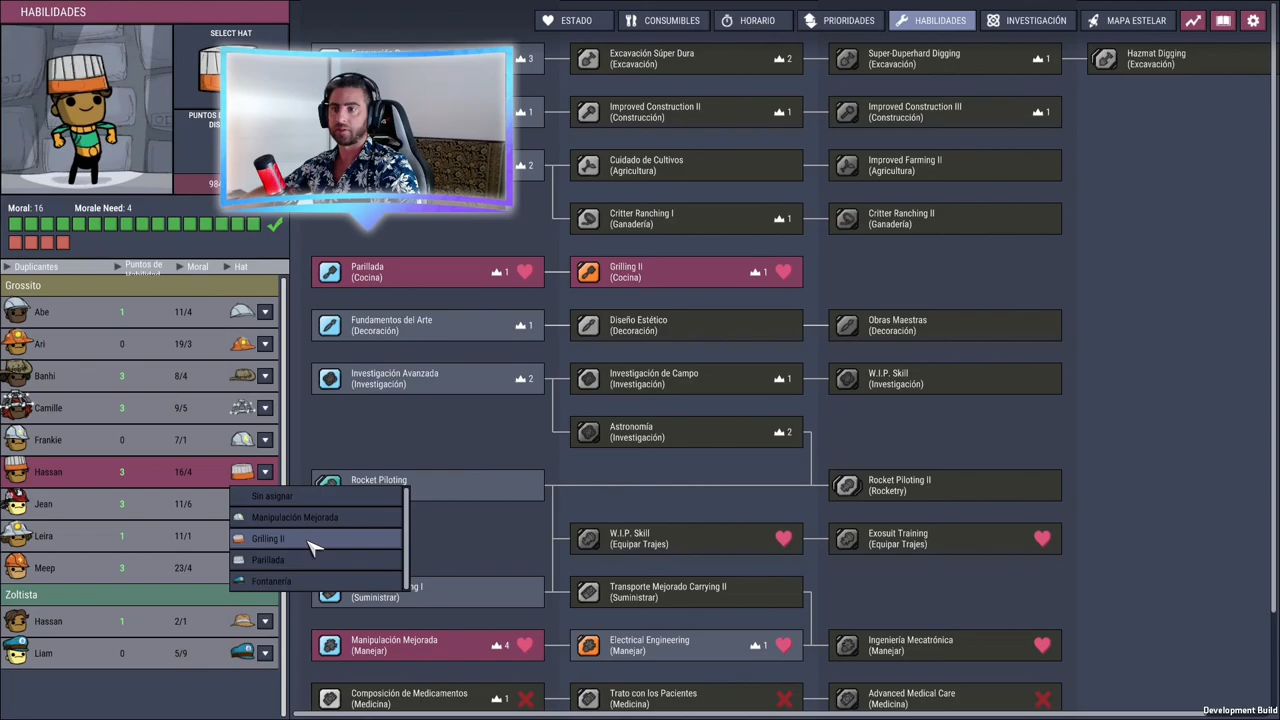 HABILIDADES
ESTADO
CONSUMIBLES
HORARIO
PRIORIDADES
HABILIDADES
INVESTIGACIÓN
MAPA ESTELAR
SELECT HAT
Moral: 16
Morale Need: 4
Duplicantes
Puntos de
Moral
Hat
Grossito
Abe 1 11/4
Ari 0 19/3
Banhi 3 8/4
Camille 3 9/5
Frankie 0 7/1
Hassan 3 16/4
Jean 3 11/6
Leira 1 11/1
Meep 3 23/4
Zoltista
Hassan 1 2/1
Liam 0 5/9
Sin asignar
Manipulación Mejorada
Grilling II
Parillada
Fontanería
3
Excavación Súper Dura
(Excavación)
2
Super-Duperhard Digging
(Excavación)
1
Hazmat Digging
(Excavación)
1
Improved Construction II
(Construcción)
1
Improved Construction III
(Construcción)
1
2
Cuidado de Cultivos
(Agricultura)
Improved Farming II
(Agricultura)
Critter Ranching I
(Ganadería)
1
Critter Ranching II
(Ganadería)
Parillada
(Cocina)
1
Grilling II
(Cocina)
1
Fundamentos del Arte
(Decoración)
1
Diseño Estético
(Decoración)
Obras Maestras
(Decoración)
Investigación Avanzada
(Investigación)
2
Investigación de Campo
(Investigación)
1
W.I.P. Skill
(Investigación)
Astronomía
(Investigación)
2
Rocket Piloting
Rocket Piloting II
(Rocketry)
W.I.P. Skill
(Equipar Trajes)
Exosuit Training
(Equipar Trajes)
(Suministrar)
Transporte Mejorado Carrying II
(Suministrar)
Manipulación Mejorada
(Manejar)
4
Electrical Engineering
(Manejar)
1
Ingeniería Mecatrónica
(Manejar)
Composición de Medicamentos
(Medicina)
1
Trato con los Pacientes
(Medicina)
Advanced Medical Care
(Medicina)
Development Build